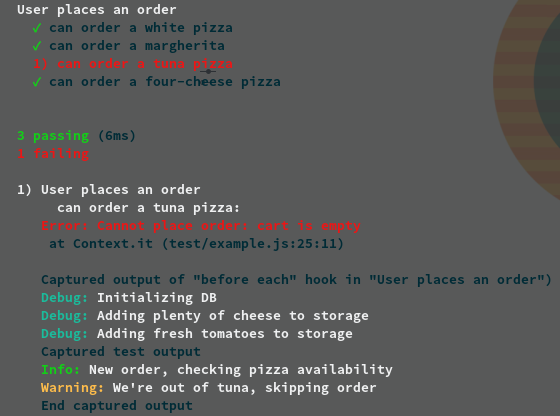 User places an order
✓ can order a white pizza
✓ can order a margherita
1) can order a tuna pizza
✓ can order a four-cheese pizza
3 passing (6ms)
1 failing
1) User places an order
can order a tuna pizza:
Error: Cannot place order: cart is empty
at Context.it (test/example.js:25:11)
Captured output of "before each" hook in "User places an order")
Debug: Initializing DB
Debug: Adding plenty of cheese to storage
Debug: Adding fresh tomatoes to storage
Captured test output
Info: New order, checking pizza availability
Warning: We're out of tuna, skipping order
End captured output